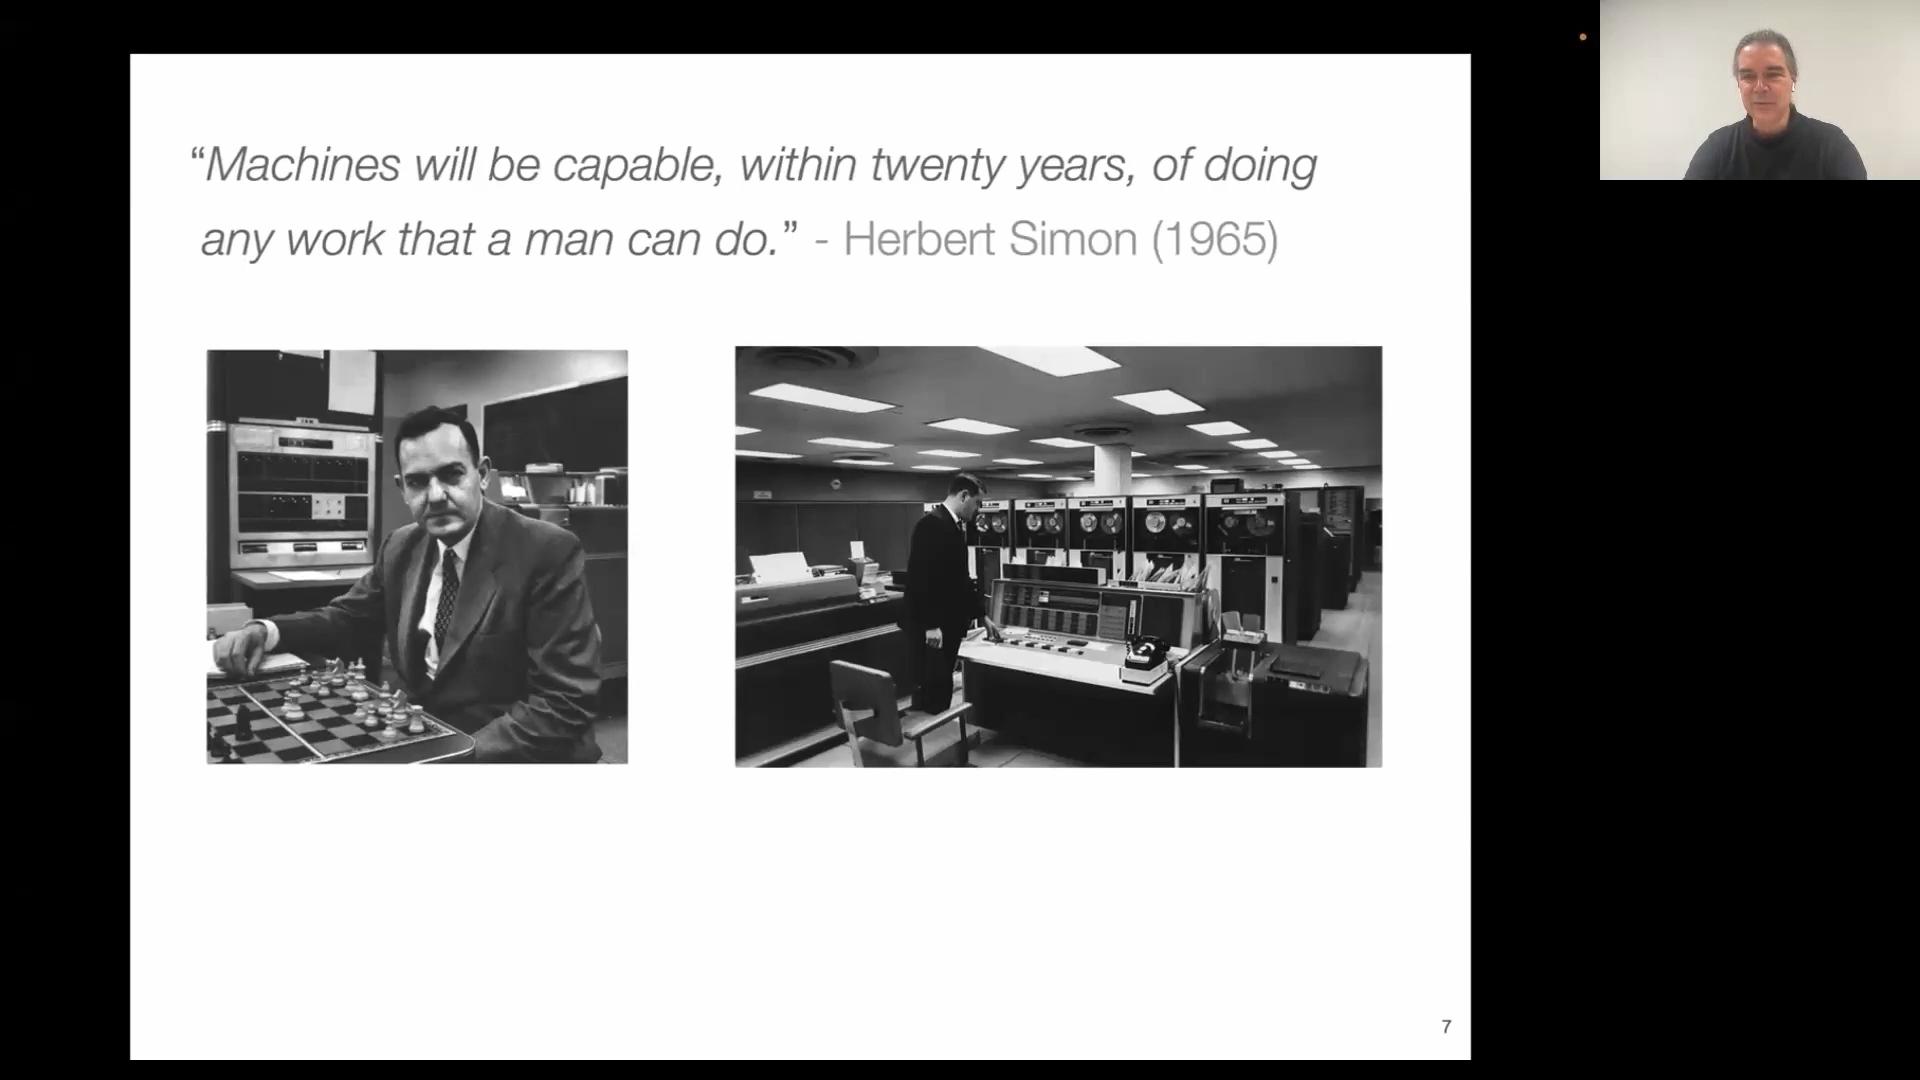 “Machines will be capable, within twenty years, of doing
any work that a man can do.” - Herbert Simon (1965)
7